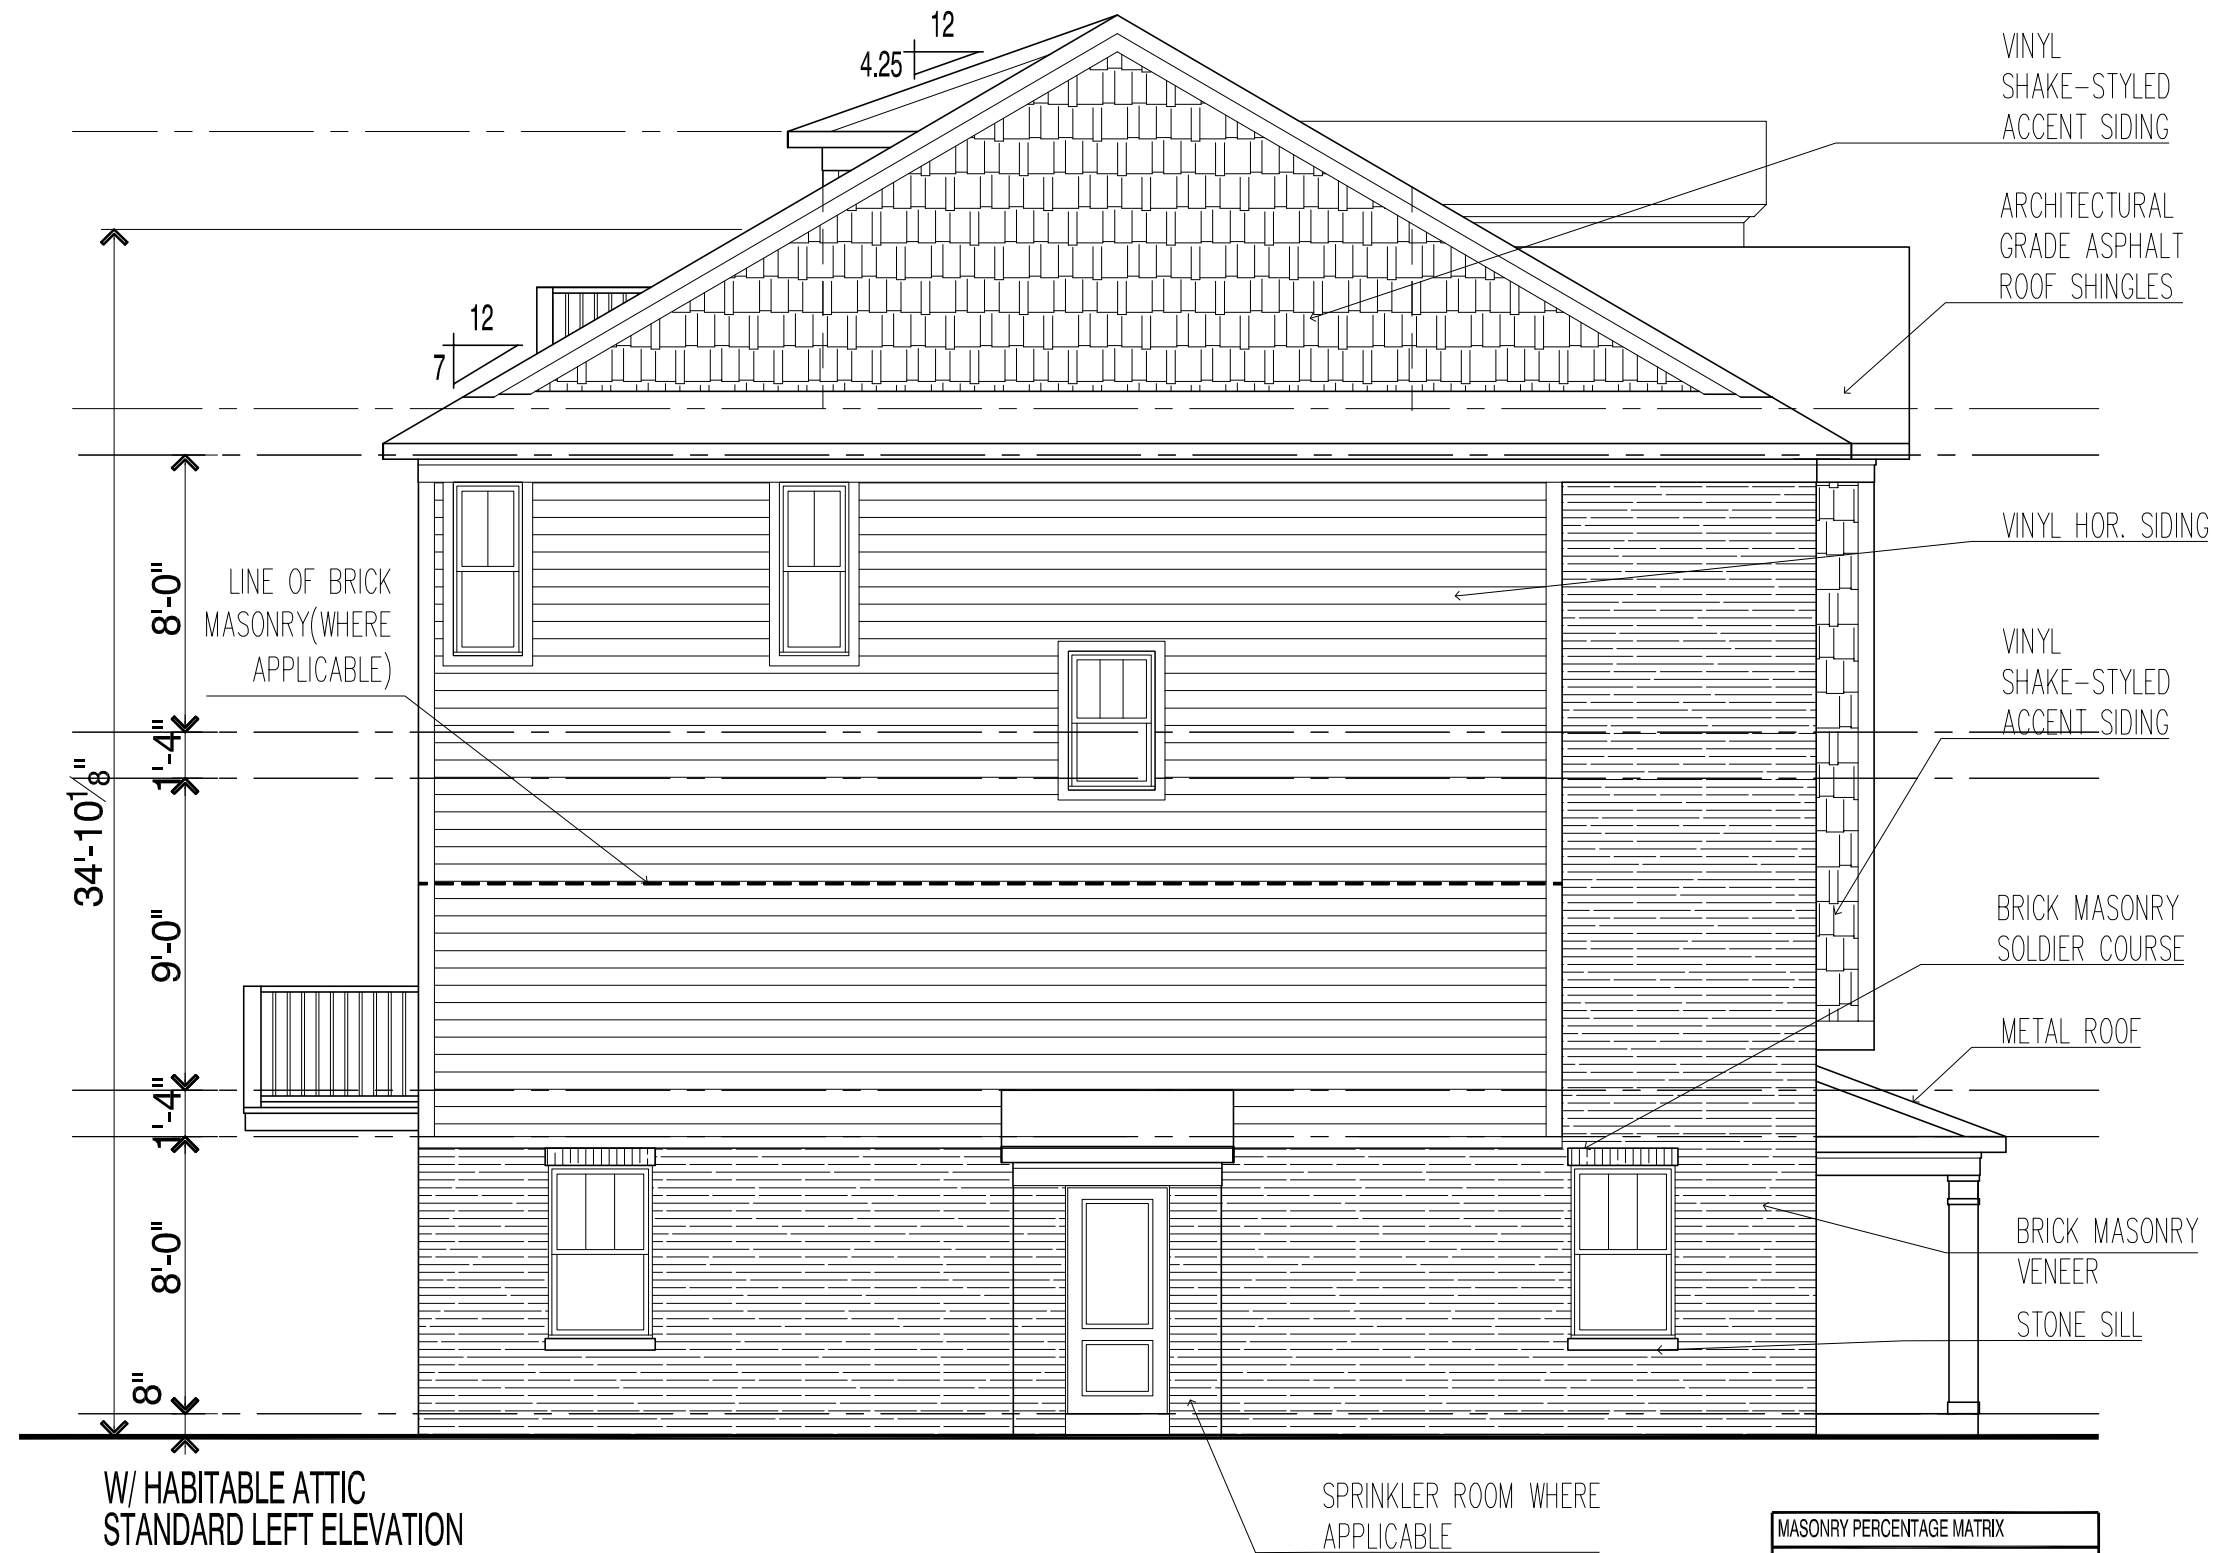 12
4.25
VINYL
SHAKE-STYLED
ACCENT SIDING
ARCHITECTURAL
GRADE ASPHALT
ROOF SHINGLES
12
7
VINYL HOR. SIDING
LINE OF BRICK
MASONRY(WHERE
APPLICABLE)
8'-0"
VINYL
SHAKE-STYLED
ACCENT SIDING
1'-4"
34'-10 1/8"
9'-0"
BRICK MASONRY
SOLDIER COURSE
METAL ROOF
1'-4"
8'-0"
BRICK MASONRY
VENEER
STONE SILL
8"
W/ HABITABLE ATTIC
STANDARD LEFT ELEVATION
SPRINKLER ROOM WHERE
APPLICABLE
MASONRY PERCENTAGE MATRIX